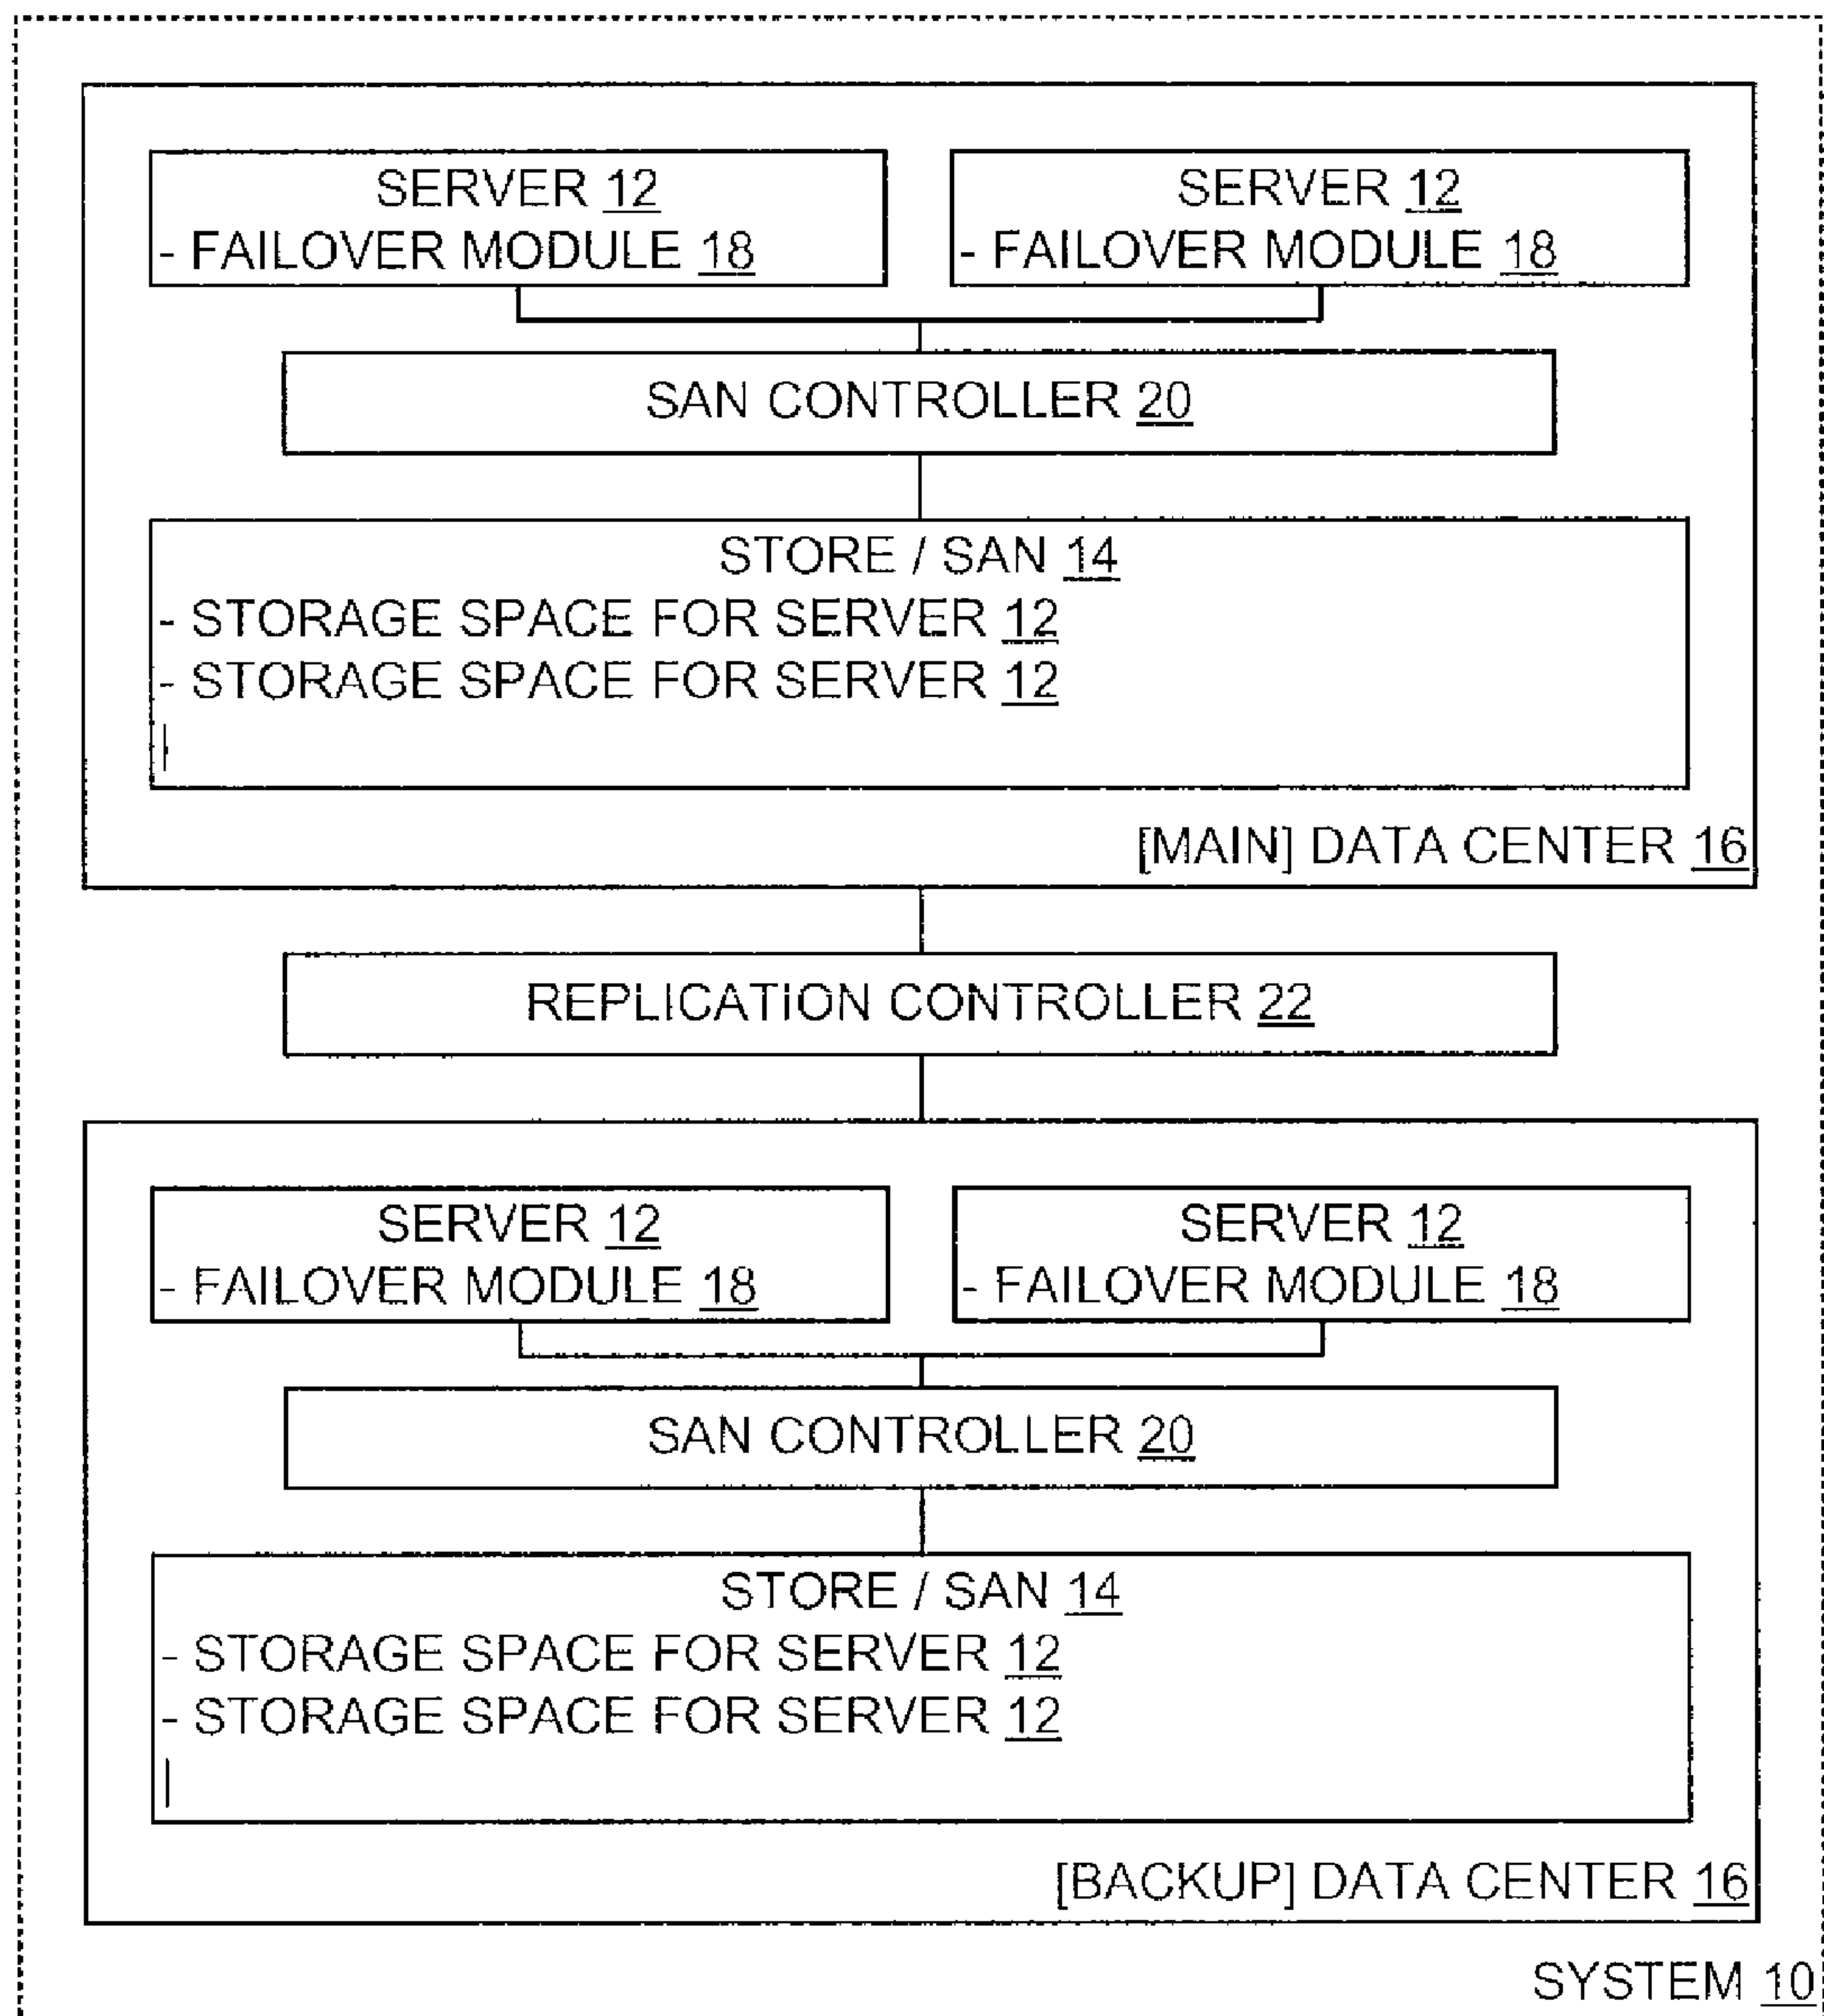 SERVER 12
- FAILOVER MODULE 18
SERVER 12
- FAILOVER MODULE 18
SAN CONTROLLER 20
STORE / SAN 14
- STORAGE SPACE FOR SERVER 12
- STORAGE SPACE FOR SERVER 12
|
[MAIN] DATA CENTER 16
REPLICATION CONTROLLER 22
SERVER 12
- FAILOVER MODULE 18
SERVER 12
- FAILOVER MODULE 18
SAN CONTROLLER 20
STORE / SAN 14
- STORAGE SPACE FOR SERVER 12
- STORAGE SPACE FOR SERVER 12
|
[BACKUP] DATA CENTER 16
SYSTEM 10